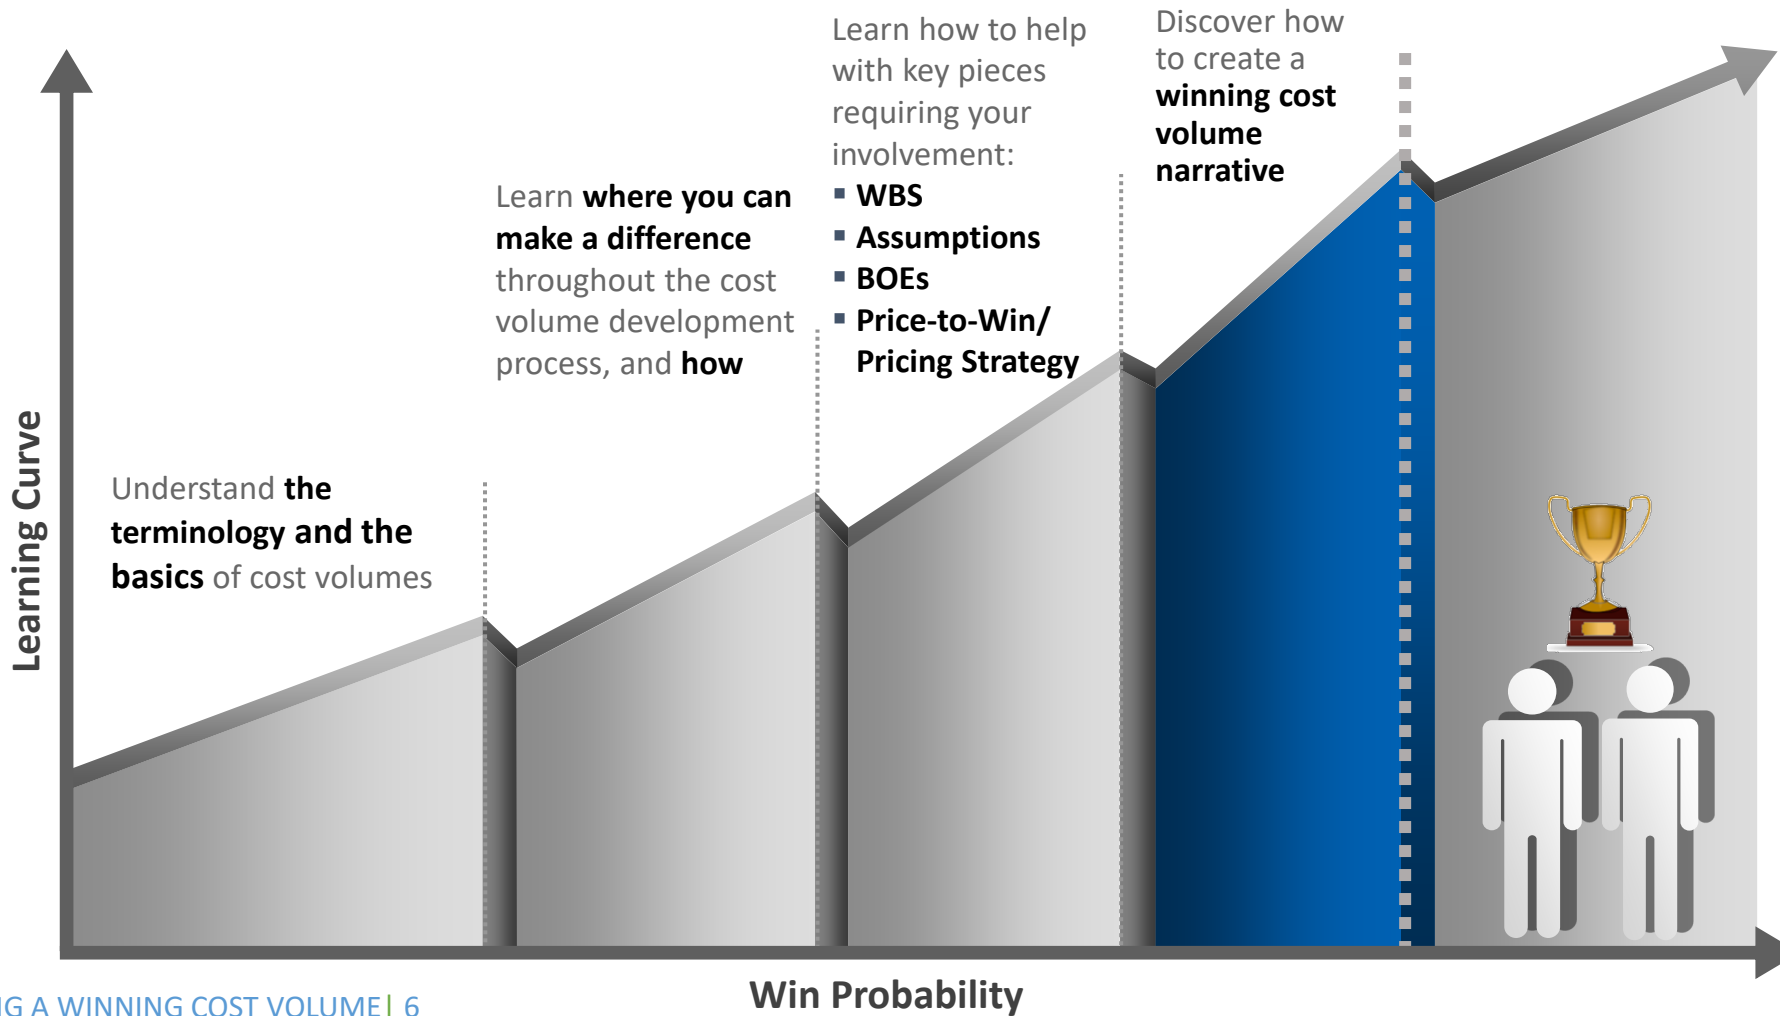 Learn how to help
with key pieces
requiring your
involvement:
▪ WBS
▪ Assumptions
▪ BOEs
▪ Price-to-Win/
Pricing Strategy
Discover how
to create a
winning cost
volume
narrative
Learn where you can
make a difference
throughout the cost
volume development
process, and how
Understand the
terminology and the
basics of cost volumes
Learning Curve
Win Probability
G A WINNING COST VOLUME| 6